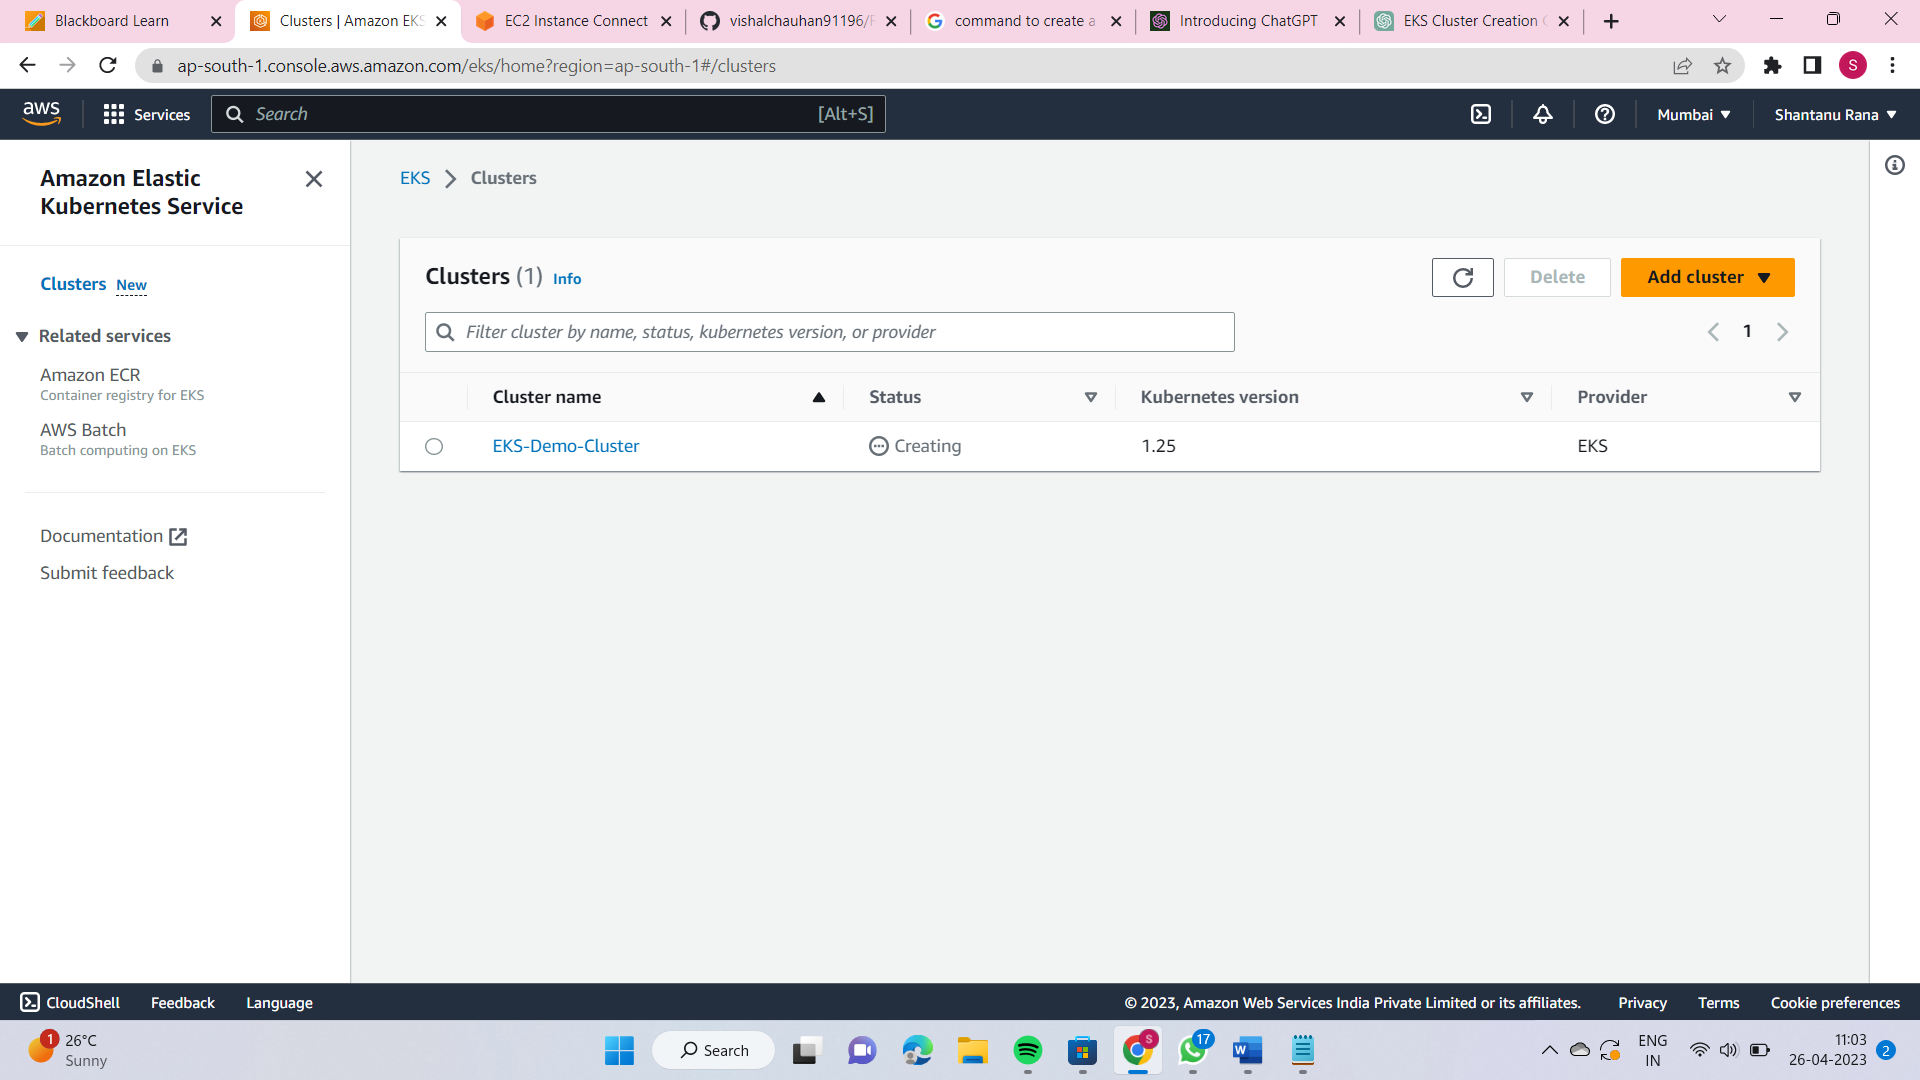 Blackboard Learn
Clusters | Amazon EKS
EC2 Instance Connect
vishalchauhan91196/
command to create a
Introducing ChatGPT
EKS Cluster Creation
ap-south-1.console.aws.amazon.com/eks/home?region=ap-south-1#/clusters
S
aws
Services
Search
[Alt+S]
Mumbai
Shantanu Rana
Amazon Elastic
Kubernetes Service
Clusters New
Related services
Amazon ECR
Container registry for EKS
AWS Batch
Batch computing on EKS
Documentation
Submit feedback
EKS
Clusters
Clusters (1) Info
Delete
Add cluster
Filter cluster by name, status, kubernetes version, or provider
1
Cluster name
Status
Kubernetes version
Provider
EKS-Demo-Cluster
Creating
1.25
EKS
CloudShell
Feedback
Language
© 2023, Amazon Web Services India Private Limited or its affiliates.
Privacy
Terms
Cookie preferences
1
26°C
Sunny
Search
S
17
W
ENG
IN
11:03
26-04-2023
2